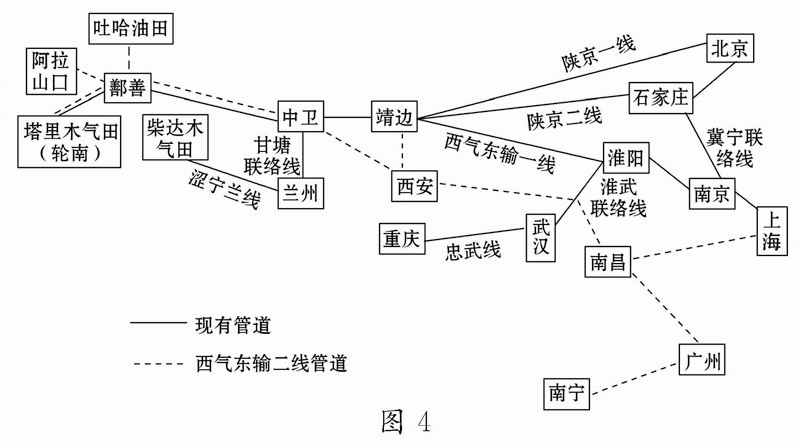 吐哈油田
阿拉
山口
鄯善
塔里木气田
（轮南）
柴达木
气田
涩宁兰线
中卫
甘塘
联络线
兰州
靖边
西安
陕京一线
陕京二线
西气东输一线
北京
石家庄
冀宁联
络线
淮阳
淮武
联络线
南京
上
海
重庆
忠武线
武
汉
南昌
广州
南宁
现有管道
西气东输二线管道
图 4